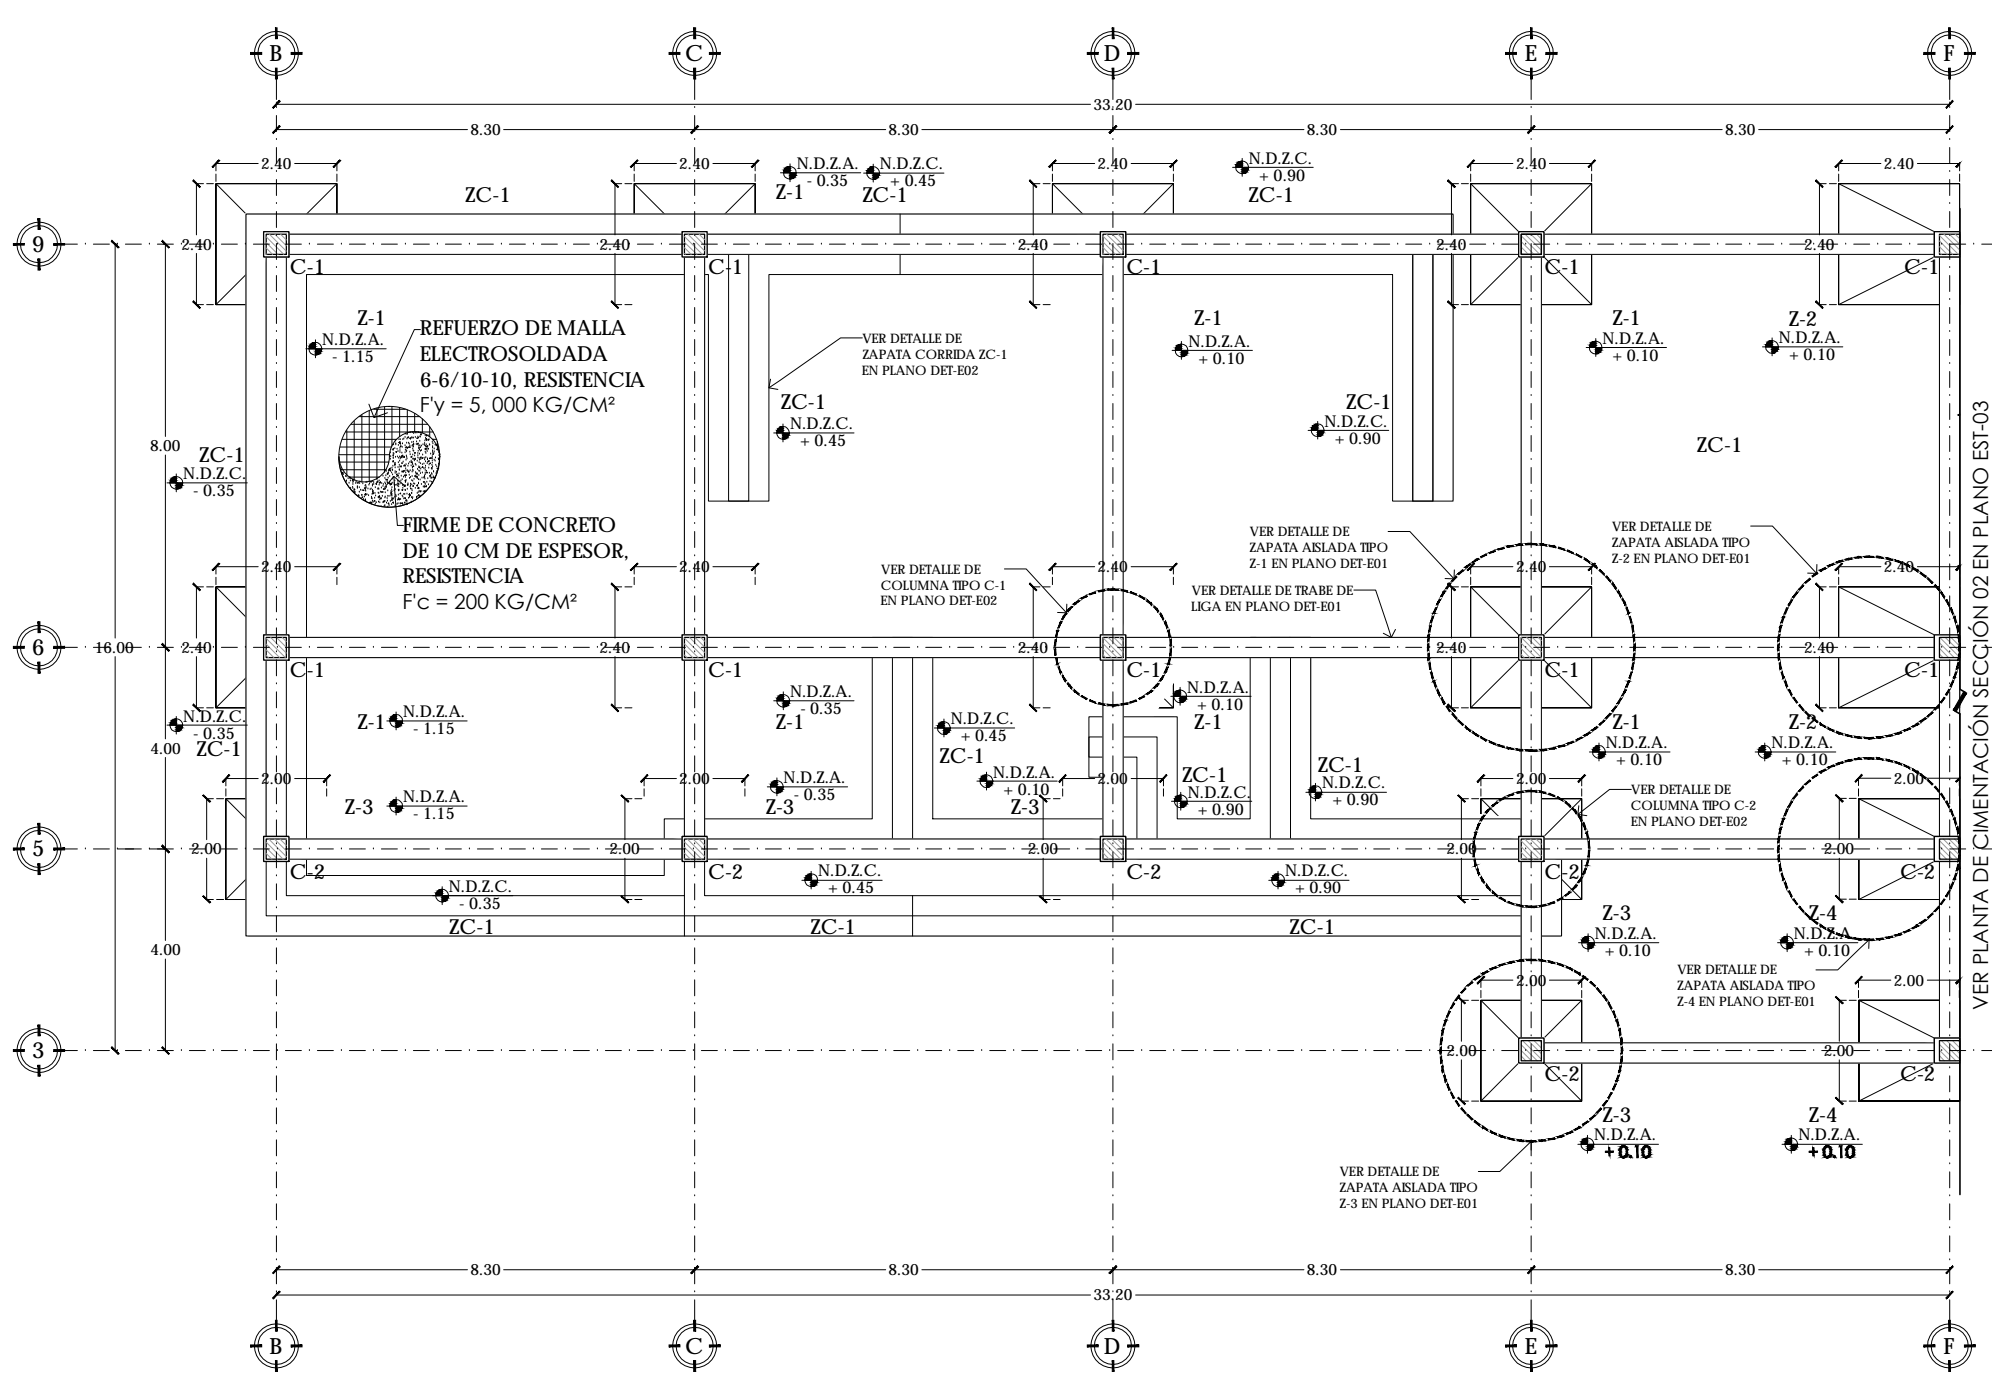 B C D E F
33.20
8.30 8.30 8.30 8.30
2.40 2.40 2.40 2.40 2.40
N.D.Z.A.
- 0.35
Z-1
N.D.Z.C.
+ 0.45
ZC-1
N.D.Z.C.
+ 0.90
ZC-1
ZC-1
9
2.40 2.40 2.40 2.40 2.40
C-1 C-1 C-1 C-1 C-1
Z-1
N.D.Z.A.
- 1.15
REFUERZO DE MALLA
ELECTROSOLDADA
6-6/10-10, RESISTENCIA
F'y = 5, 000 KG/CM²
VER DETALLE DE
ZAPATA CORRIDA ZC-1
EN PLANO DET-E02
Z-1
N.D.Z.A.
+ 0.10
Z-1
N.D.Z.A.
+ 0.10
Z-2
N.D.Z.A.
+ 0.10
ZC-1
N.D.Z.C.
+ 0.45
ZC-1
N.D.Z.C.
+ 0.90
ZC-1
8.00
ZC-1
N.D.Z.C.
- 0.35
FIRME DE CONCRETO
DE 10 CM DE ESPESOR,
RESISTENCIA
F'c = 200 KG/CM²
VER DETALLE DE
COLUMNA TIPO C-1
EN PLANO DET-E02
VER DETALLE DE
ZAPATA AISLADA TIPO
Z-1 EN PLANO DET-E01
VER DETALLE DE TRABE DE
LIGA EN PLANO DET-E01
VER DETALLE DE
ZAPATA AISLADA TIPO
Z-2 EN PLANO DET-E01
VER PLANTA DE CIMENTACIÓN SECCIÓN 02 EN PLANO EST-03
2.40 2.40 2.40 2.40 2.40
6
16.00
2.40 2.40 2.40 2.40 2.40
C-1 C-1 C-1 C-1 C-1
N.D.Z.C.
- 0.35
ZC-1
4.00
Z-1
N.D.Z.A.
- 1.15
N.D.Z.A.
- 0.35
Z-1
N.D.Z.C.
+ 0.45
ZC-1
N.D.Z.A.
+ 0.10
Z-1
Z-1
N.D.Z.A.
+ 0.10
Z-2
N.D.Z.A.
+ 0.10
2.00 2.00 2.00 2.00 2.00
Z-3
N.D.Z.A.
- 1.15
N.D.Z.A.
- 0.35
Z-3
N.D.Z.A.
+ 0.10
Z-3
ZC-1
N.D.Z.C.
+ 0.90
ZC-1
N.D.Z.C.
+ 0.90
VER DETALLE DE
COLUMNA TIPO C-2
EN PLANO DET-E02
5
2.00 2.00 2.00 2.00 2.00
C-2 C-2 C-2 C-2 C-2
N.D.Z.C.
- 0.35
N.D.Z.C.
+ 0.45
N.D.Z.C.
+ 0.90
ZC-1 ZC-1 ZC-1
Z-3
N.D.Z.A.
+ 0.10
Z-4
N.D.Z.A
+ 0.10
4.00
VER DETALLE DE
ZAPATA AISLADA TIPO
Z-4 EN PLANO DET-E01
2.00 2.00
3
2.00 2.00
C-2 C-2
Z-3
N.D.Z.A.
+0.10
Z-4
N.D.Z.A.
+0.10
VER DETALLE DE
ZAPATA AISLADA TIPO
Z-3 EN PLANO DET-E01
8.30 8.30 8.30 8.30
33.20
B C D E F